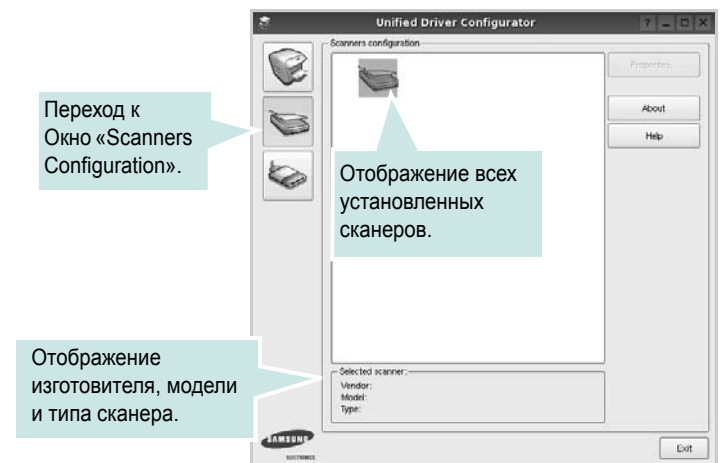 Unified Driver Configurator
Scanners configuration
Properties...
About
Help
Переход к
Окно «Scanners
Configuration».
Отображение всех
установленных
сканеров.
Отображение
изготовителя, модели
и типа сканера.
Selected scanner:
Vendor:
Model:
Type:
SAMSUNG
ELECTRONICS
Exit